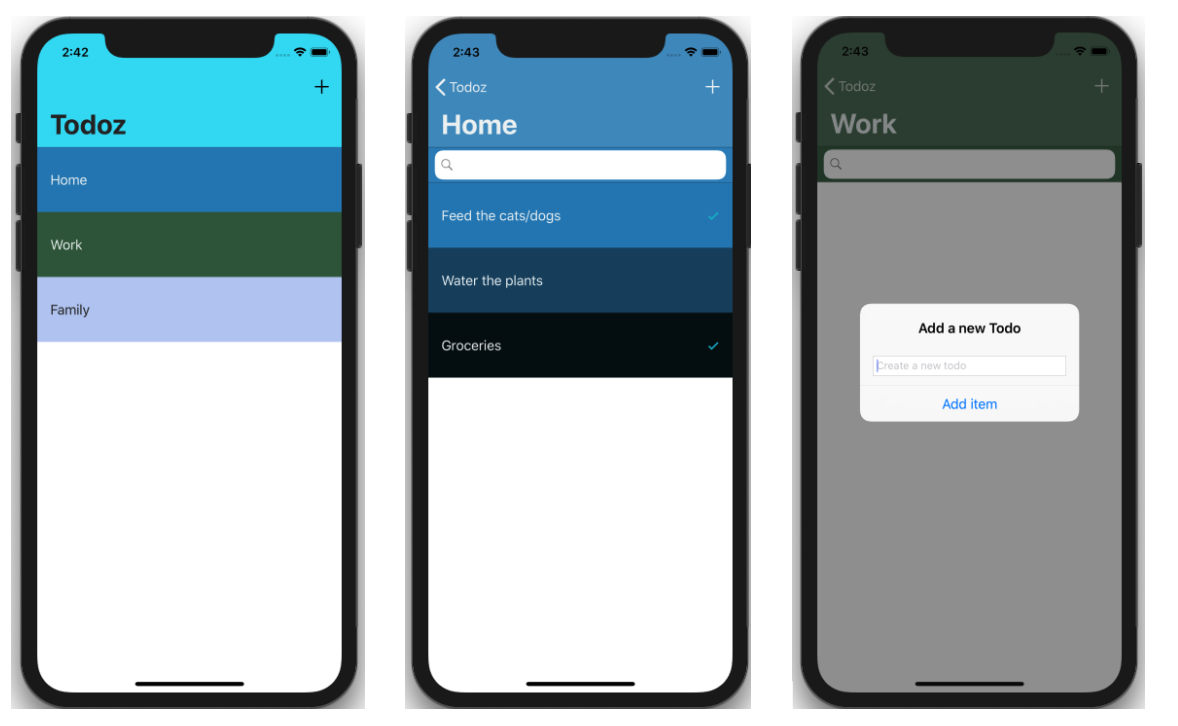 2:42
Todoz
Home
Work
Family
2:43
Todoz
Home
Feed the cats/dogs
Water the plants
Groceries
2:43
Todoz
Work
Add a new Todo
Create a new todo
Add item